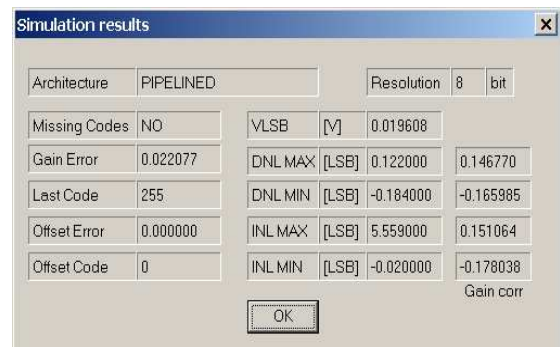 Simulation results
Architecture PIPELINED Resolution 8 bit
Missing Codes NO VLSB [V] 0.019608
Gain Error 0.022077 DNL MAX [LSB] 0.122000 0.146770
Last Code 255 DNL MIN [LSB] -0.184000 -0.165985
Offset Error 0.000000 INL MAX [LSB] 5.559000 0.151064
Offset Code 0 INL MIN [LSB] -0.020000 -0.178038
Gain corr
OK